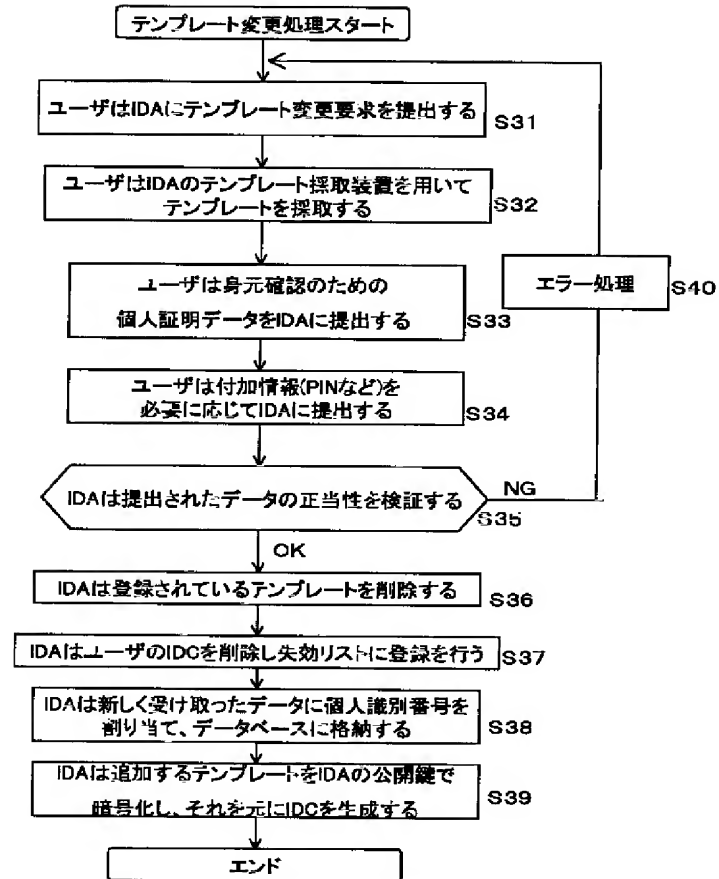 テンプレート変更処理スタート
ユーザはIDAにテンプレート変更要求を提出する
S31
ユーザはIDAのテンプレート採取装置を用いて
テンプレートを採取する
S32
ユーザは身元確認のための
個人証明データをIDAに提出する
S33
エラー処理
S40
ユーザは付加情報(PINなど)を
必要に応じてIDAに提出する
S34
IDAは提出されたデータの正当性を検証する
NG
S35
OK
IDAは登録されているテンプレートを削除する
S36
IDAはユーザのIDCを削除し失効リストに登録を行う
S37
IDAは新しく受け取ったデータに個人識別番号を
割り当て、データベースに格納する
S38
IDAは追加するテンプレートをIDAの公開鍵で
暗号化し、それを元にIDCを生成する
S39
エンド